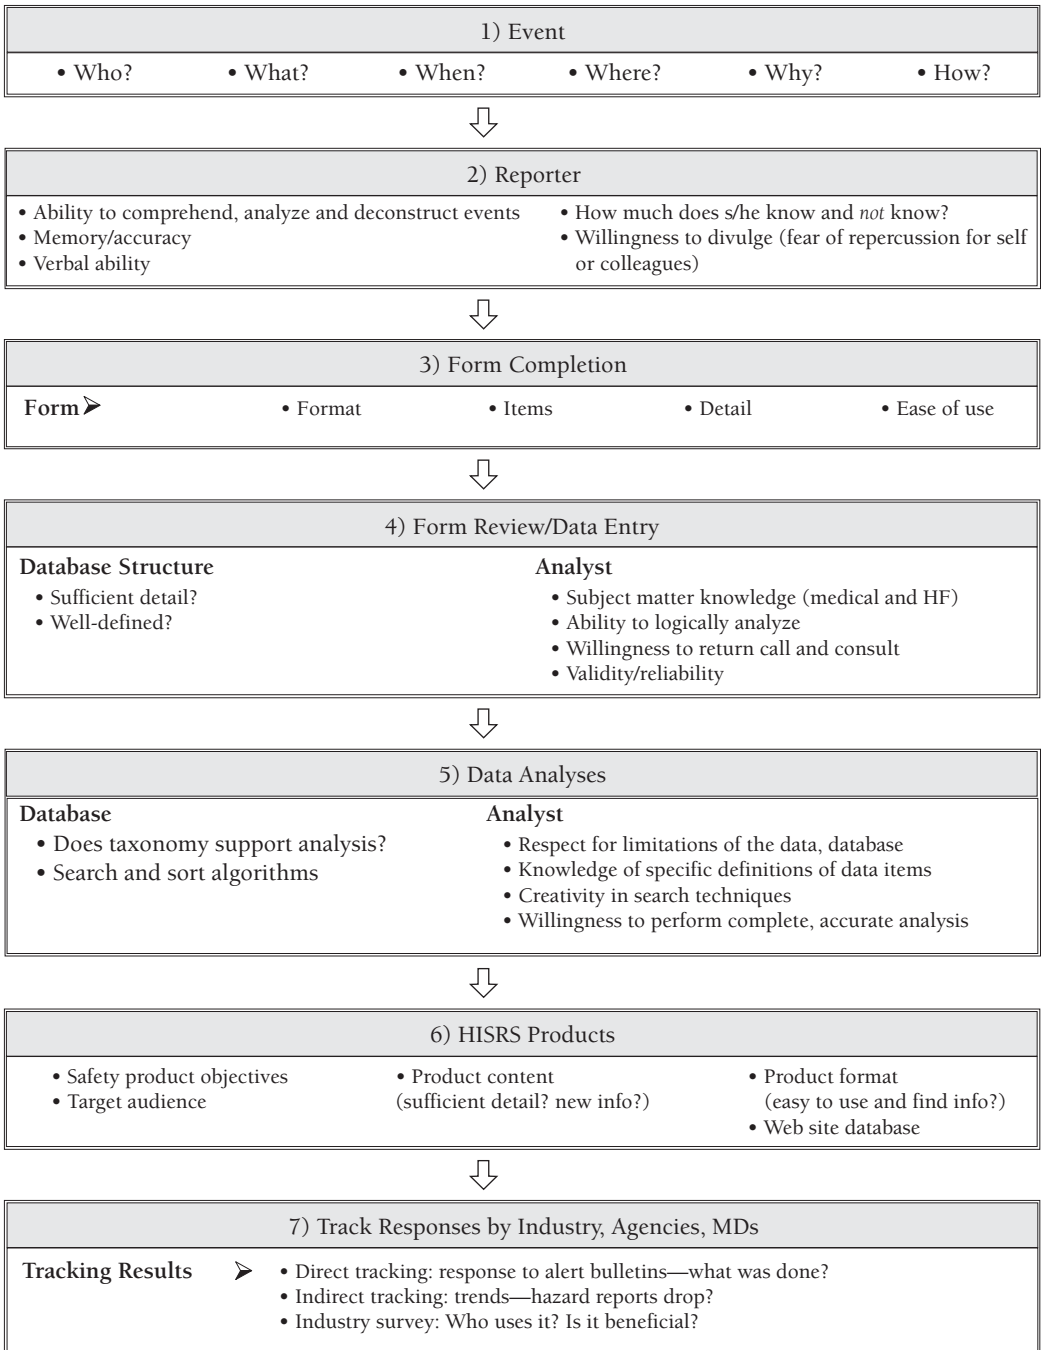 1) Event
• Who? • What? • When? • Where? • Why? • How?
2) Reporter
• Ability to comprehend, analyze and deconstruct events
• Memory/accuracy
• Verbal ability
• How much does s/he know and not know?
• Willingness to divulge (fear of repercussion for self
or colleagues)
3) Form Completion
Form • Format • Items • Detail • Ease of use
4) Form Review/Data Entry
Database Structure
• Sufficient detail?
• Well-defined?
Analyst
• Subject matter knowledge (medical and HF)
• Ability to logically analyze
• Willingness to return call and consult
• Validity/reliability
5) Data Analyses
Database
• Does taxonomy support analysis?
• Search and sort algorithms
Analyst
• Respect for limitations of the data, database
• Knowledge of specific definitions of data items
• Creativity in search techniques
• Willingness to perform complete, accurate analysis
6) HISRS Products
• Safety product objectives
• Target audience
• Product content
(sufficient detail? new info?)
• Product format
(easy to use and find info?)
• Web site database
7) Track Responses by Industry, Agencies, MDs
Tracking Results
• Direct tracking: response to alert bulletins—what was done?
• Indirect tracking: trends—hazard reports drop?
• Industry survey: Who uses it? Is it beneficial?